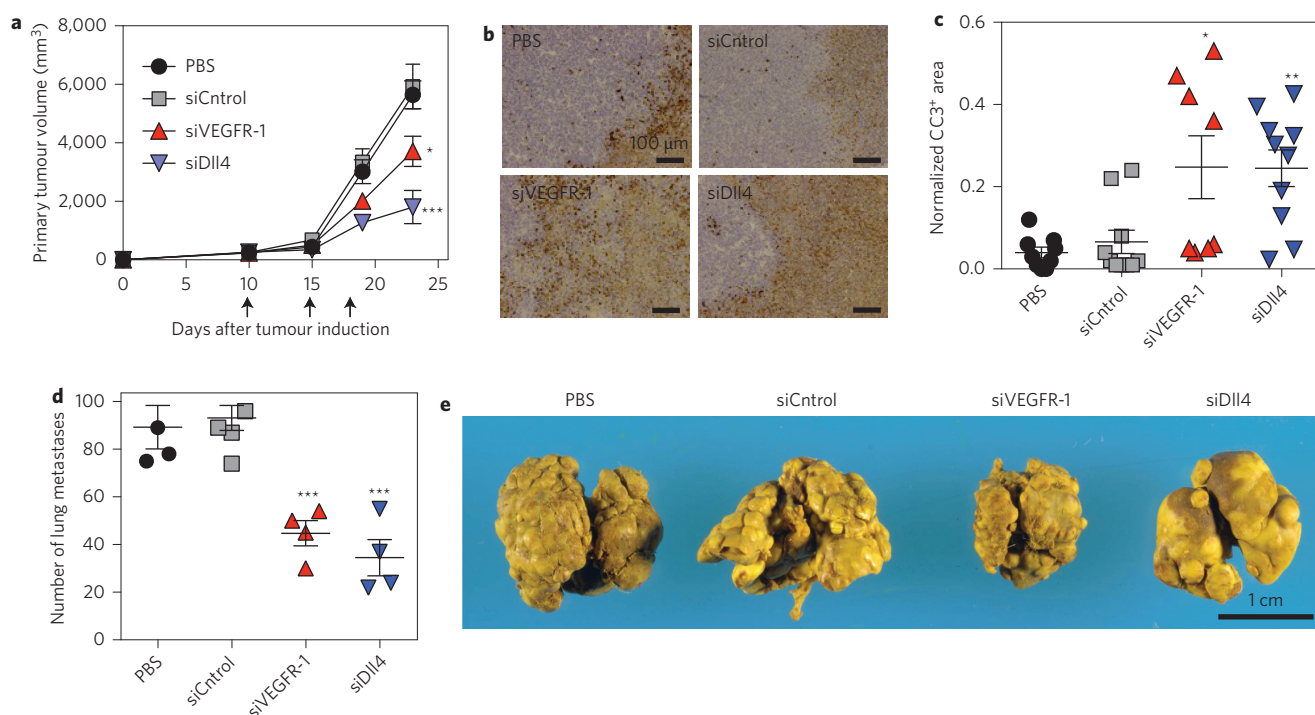 a
8,000
6,000
4,000
2,000
0
Primary tumour volume (mm³)
PBS
siCntrol
siVEGFR-1
siDll4
*
***
0 5 10 15 20 25
Days after tumour induction
b
PBS
siCntrol
100 µm
siVEGFR-1
siDll4
c
0.6
0.4
0.2
0.0
Normalized CC3⁺ area
*
**
PBS
siCntrol
siVEGFR-1
siDll4
d
100
80
60
40
20
0
Number of lung metastases
***
***
PBS
siCntrol
siVEGFR-1
siDll4
e
PBS
siCntrol
siVEGFR-1
siDll4
1 cm